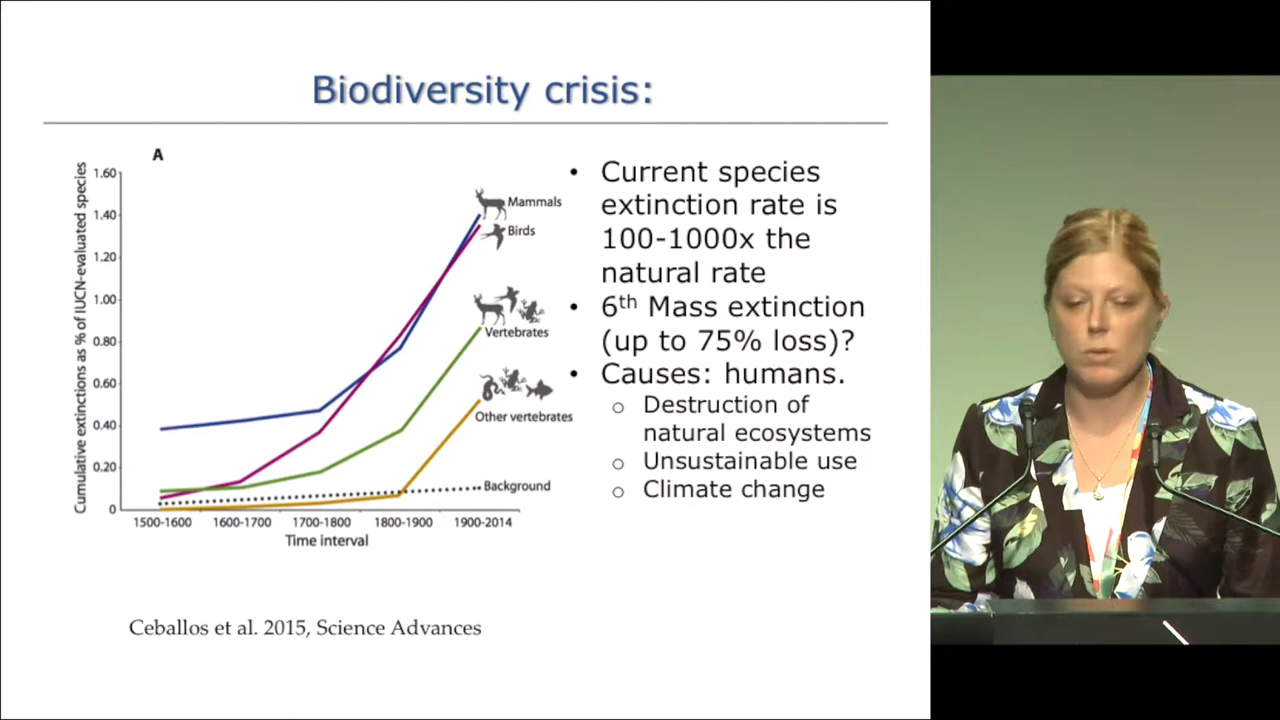 Biodiversity crisis:
A
Cumulative extinctions as % of IUCN-evaluated species
1.60
1.40
1.20
1.00
0.80
0.60
0.40
0.20
0
Mammals
Birds
Vertebrates
Other vertebrates
Background
1500-1600 1600-1700 1700-1800 1800-1900 1900-2014
Time interval
• Current species
extinction rate is
100-1000x the
natural rate
• 6th Mass extinction
(up to 75% loss)?
• Causes: humans.
o Destruction of
natural ecosystems
o Unsustainable use
o Climate change
Ceballos et al. 2015, Science Advances